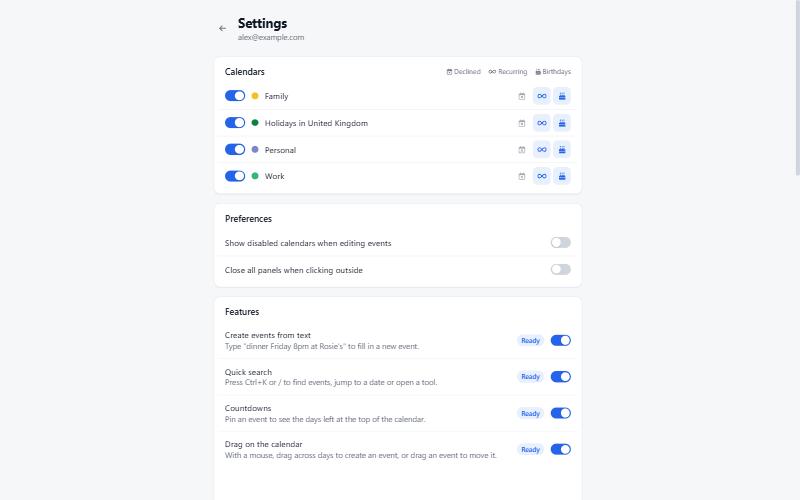 Settings
alex@example.com
Calendars
Declined Recurring Birthdays
Family
Holidays in United Kingdom
Personal
Work
Preferences
Show disabled calendars when editing events
Close all panels when clicking outside
Features
Create events from text
Type "dinner Friday 8pm at Rosie's" to fill in a new event.
Ready
Quick search
Press Ctrl+K or / to find events, jump to a date or open a tool.
Ready
Countdowns
Pin an event to see the days left at the top of the calendar.
Ready
Drag on the calendar
With a mouse, drag across days to create an event, or drag an event to move it.
Ready